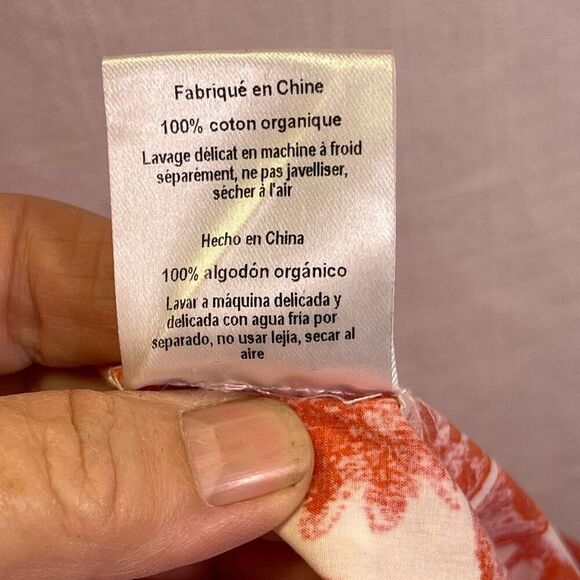 Fabriqué en Chine
100% coton organique
Lavage délicat en machine à froid
séparément, ne pas javelliser,
sécher à l'air
Hecho en China
100% algodón orgánico
Lavar a máquina delicada y
delicada con agua fría por
separado, no usar lejía, secar al
aire